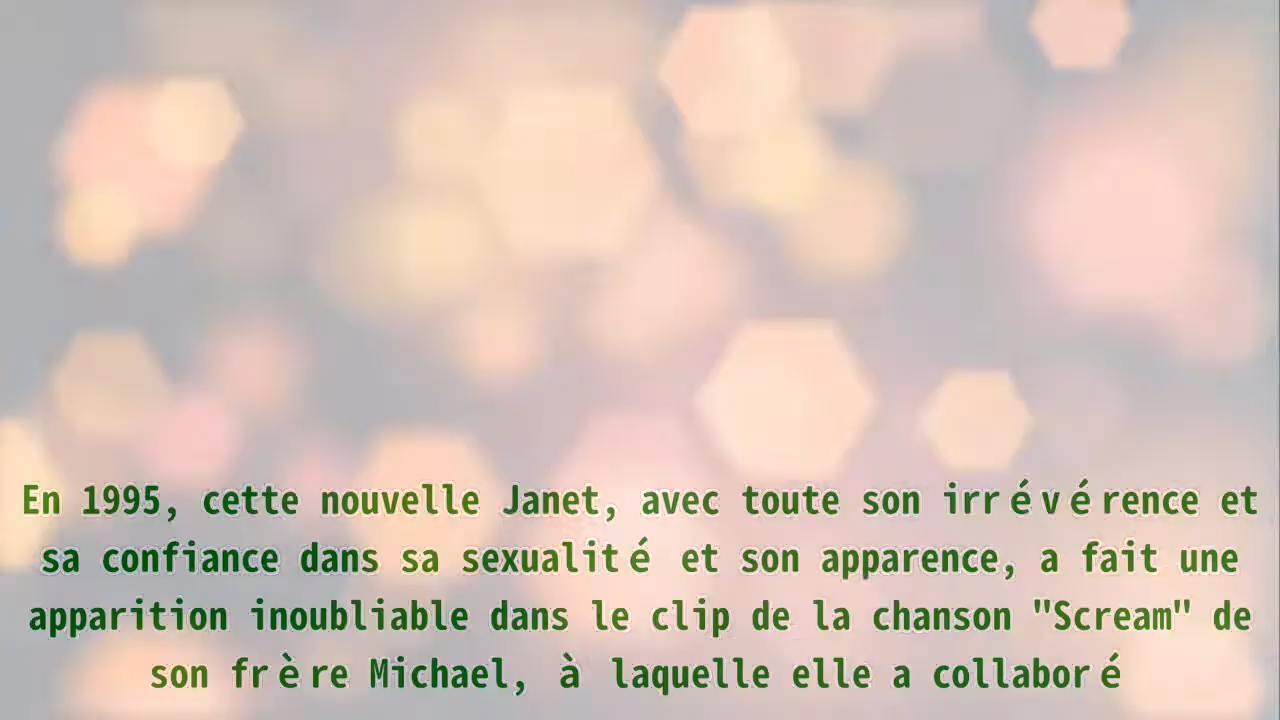 En 1995, cette nouvelle Janet, avec toute son irrévérence et
sa confiance dans sa sexualité et son apparence, a fait une
apparition inoubliable dans le clip de la chanson "Scream" de
son frère Michael, à laquelle elle a collaboré